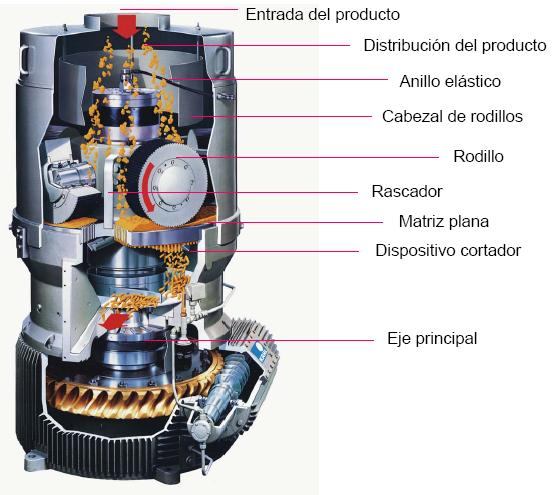 Entrada del producto
Distribución del producto
Anillo elástico
Cabezal de rodillos
Rodillo
Rascador
Matriz plana
Dispositivo cortador
Eje principal